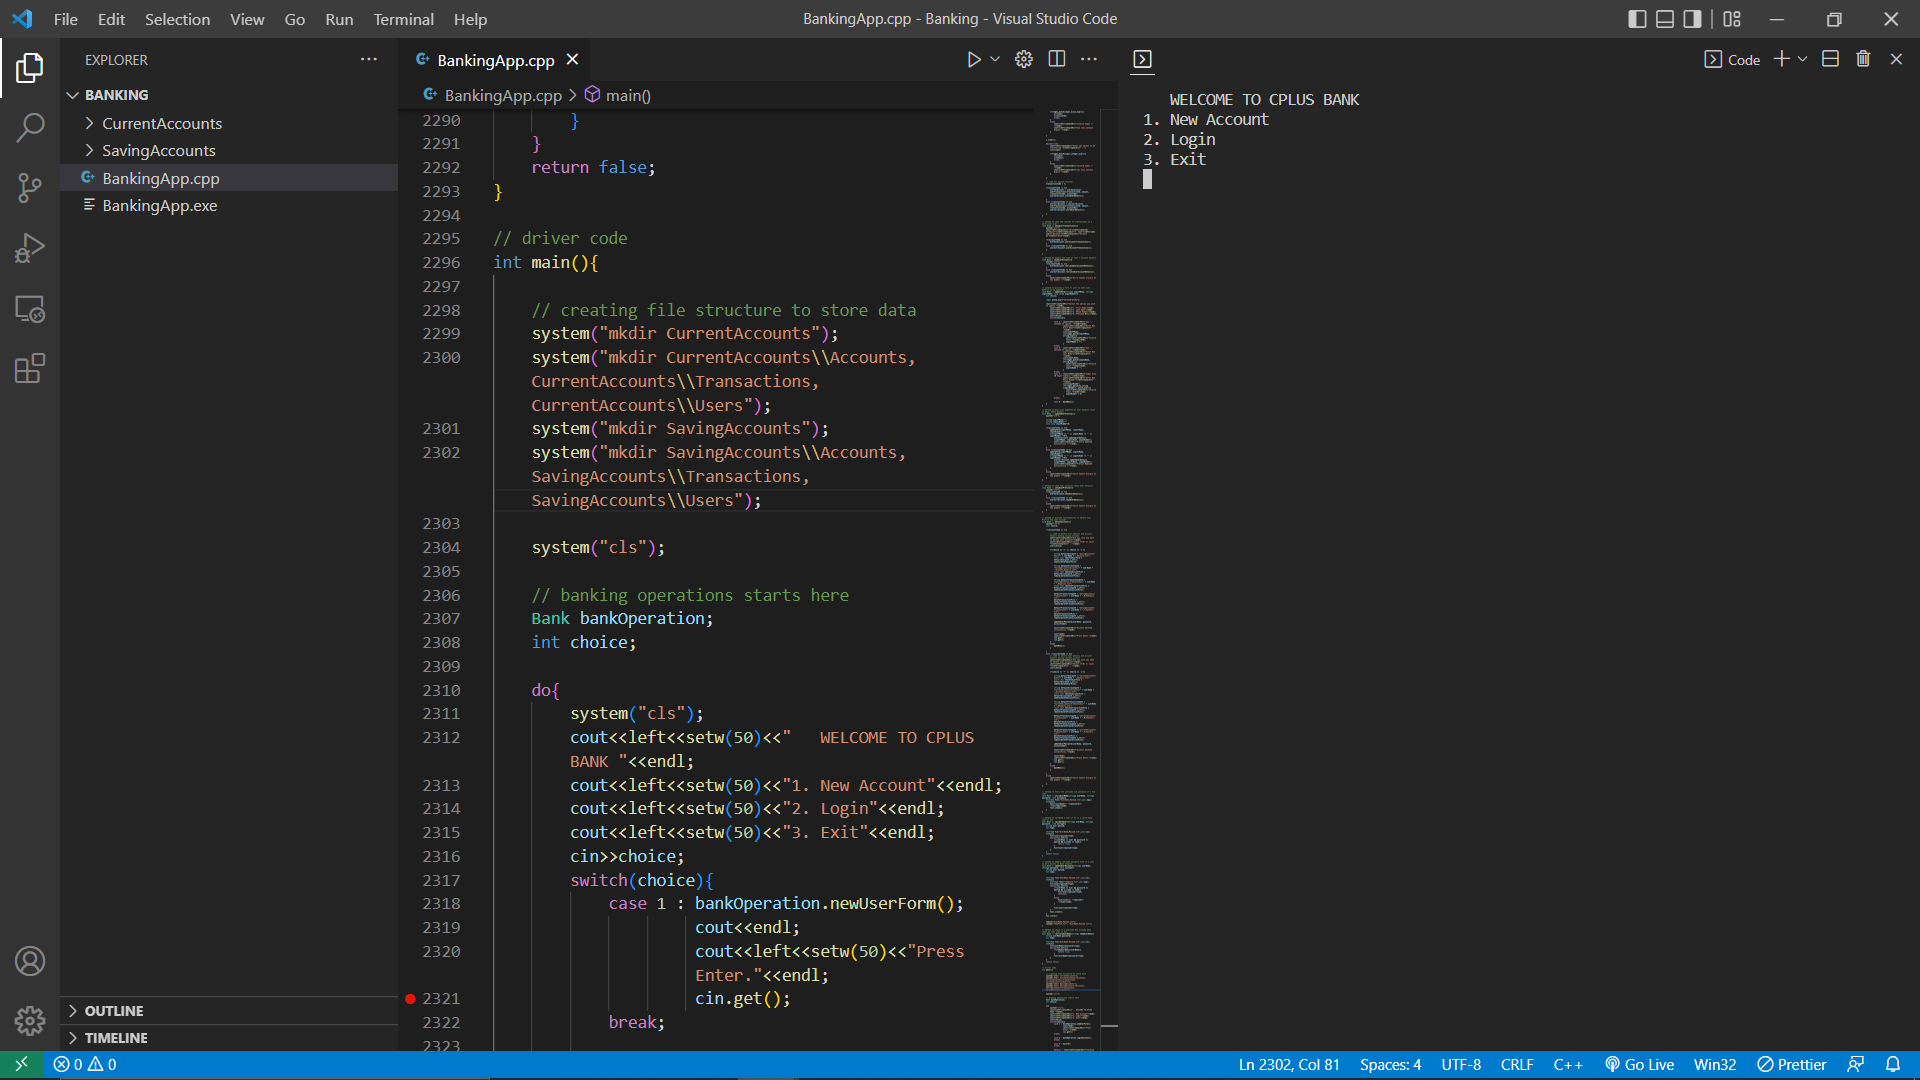 File Edit Selection View Go Run Terminal Help
BankingApp.cpp - Banking - Visual Studio Code
EXPLORER
BANKING
CurrentAccounts
SavingAccounts
BankingApp.cpp
BankingApp.exe
OUTLINE
TIMELINE
BankingApp.cpp
BankingApp.cpp > main()
2290 }
2291 }
2292 return false;
2293 }
2294
2295 // driver code
2296 int main(){
2297
2298 // creating file structure to store data
2299 system("mkdir CurrentAccounts");
2300 system("mkdir CurrentAccounts\\Accounts,
CurrentAccounts\\Transactions,
CurrentAccounts\\Users");
2301 system("mkdir SavingAccounts");
2302 system("mkdir SavingAccounts\\Accounts,
SavingAccounts\\Transactions,
SavingAccounts\\Users");
2303
2304 system("cls");
2305
2306 // banking operations starts here
2307 Bank bankOperation;
2308 int choice;
2309
2310 do{
2311 system("cls");
2312 cout<<left<<setw(50)<<"   WELCOME TO CPLUS
BANK "<<endl;
2313 cout<<left<<setw(50)<<"1. New Account"<<endl;
2314 cout<<left<<setw(50)<<"2. Login"<<endl;
2315 cout<<left<<setw(50)<<"3. Exit"<<endl;
2316 cin>>choice;
2317 switch(choice){
2318 case 1 : bankOperation.newUserForm();
2319 cout<<endl;
2320 cout<<left<<setw(50)<<"Press
Enter."<<endl;
2321 cin.get();
2322 break;
2323
Code
WELCOME TO CPLUS BANK
1. New Account
2. Login
3. Exit
0 0
Ln 2302, Col 81 Spaces: 4 UTF-8 CRLF C++ Go Live Win32 Prettier